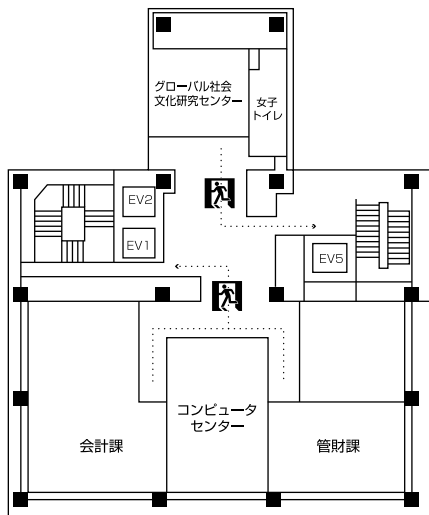 グローバル社会
文化研究センター
女子
トイレ
EV2
EV1
EV5
コンピュータ
センター
会計課
管財課